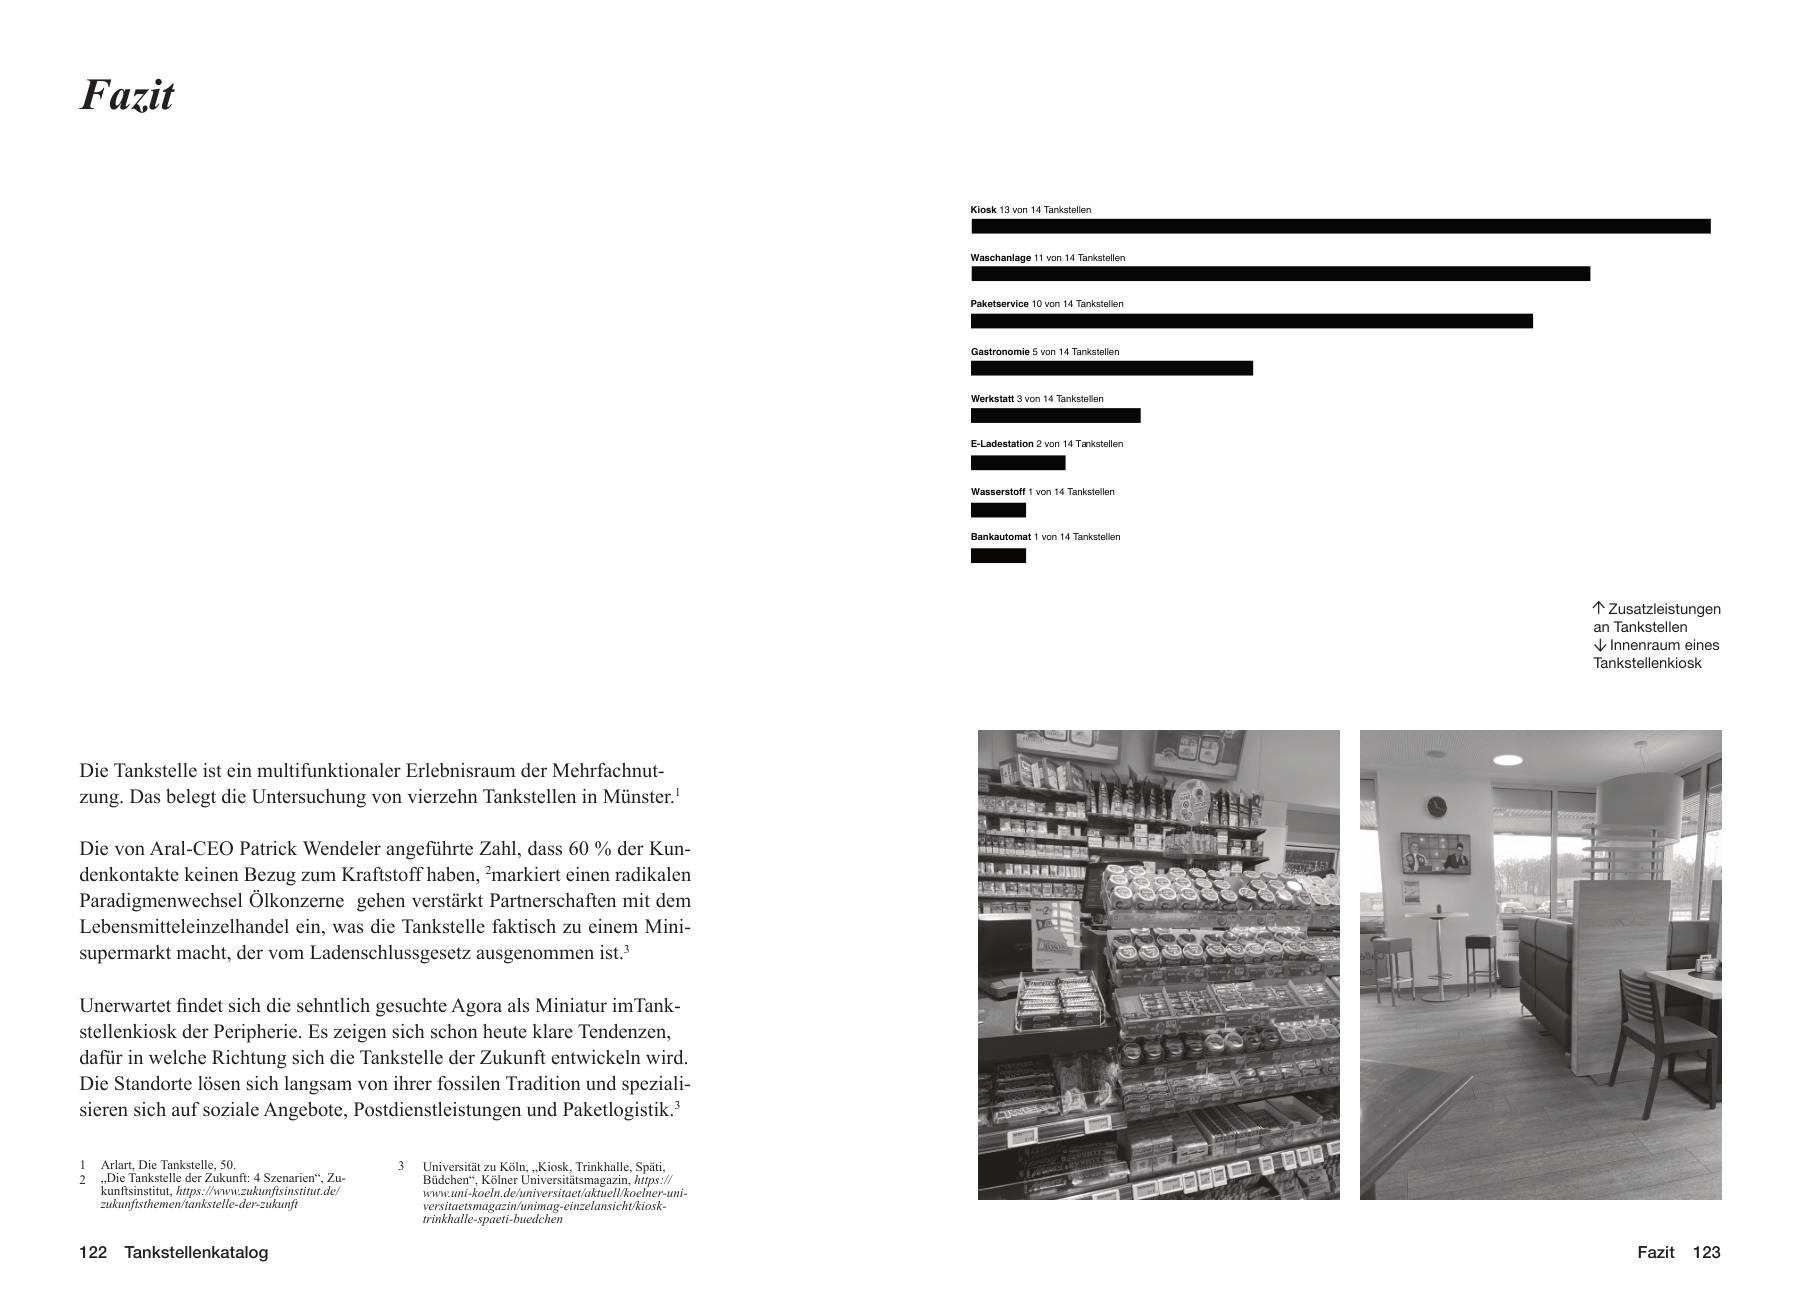 Fazit
Die Tankstelle ist ein multifunktionaler Erlebnisraum der Mehrfachnut-
zung. Das belegt die Untersuchung von vierzehn Tankstellen in Münster.1
Die von Aral-CEO Patrick Wendeler angeführte Zahl, dass 60 % der Kun-
denkontakte keinen Bezug zum Kraftstoff haben, 2markiert einen radikalen
Paradigmenwechsel Ölkonzerne  gehen verstärkt Partnerschaften mit dem
Lebensmitteleinzelhandel ein, was die Tankstelle faktisch zu einem Mini-
supermarkt macht, der vom Ladenschlussgesetz ausgenommen ist.3
Unerwartet findet sich die sehntlich gesuchte Agora als Miniatur imTank-
stellenkiosk der Peripherie. Es zeigen sich schon heute klare Tendenzen,
dafür in welche Richtung sich die Tankstelle der Zukunft entwickeln wird.
Die Standorte lösen sich langsam von ihrer fossilen Tradition und speziali-
sieren sich auf soziale Angebote, Postdienstleistungen und Paketlogistik.3
1 Arlart, Die Tankstelle, 50.
2 „Die Tankstelle der Zukunft: 4 Szenarien“, Zu-
kunftsinstitut, https://www.zukunftsinstitut.de/
zukunftsthemen/tankstelle-der-zukunft
3 Universität zu Köln, „Kiosk, Trinkhalle, Späti,
Büdchen“, Kölner Universitätsmagazin, https://
www.uni-koeln.de/universitaet/aktuell/koelner-uni-
versitaetsmagazin/unimag-einzelansicht/kiosk-
trinkhalle-spaeti-buedchen
122 Tankstellenkatalog
Kiosk 13 von 14 Tankstellen
Waschanlage 11 von 14 Tankstellen
Paketservice 10 von 14 Tankstellen
Gastronomie 5 von 14 Tankstellen
Werkstatt 3 von 14 Tankstellen
E-Ladestation 2 von 14 Tankstellen
Wasserstoff 1 von 14 Tankstellen
Bankautomat 1 von 14 Tankstellen
↑ Zusatzleistungen
an Tankstellen
↓ Innenraum eines
Tankstellenkiosk
Fazit 123